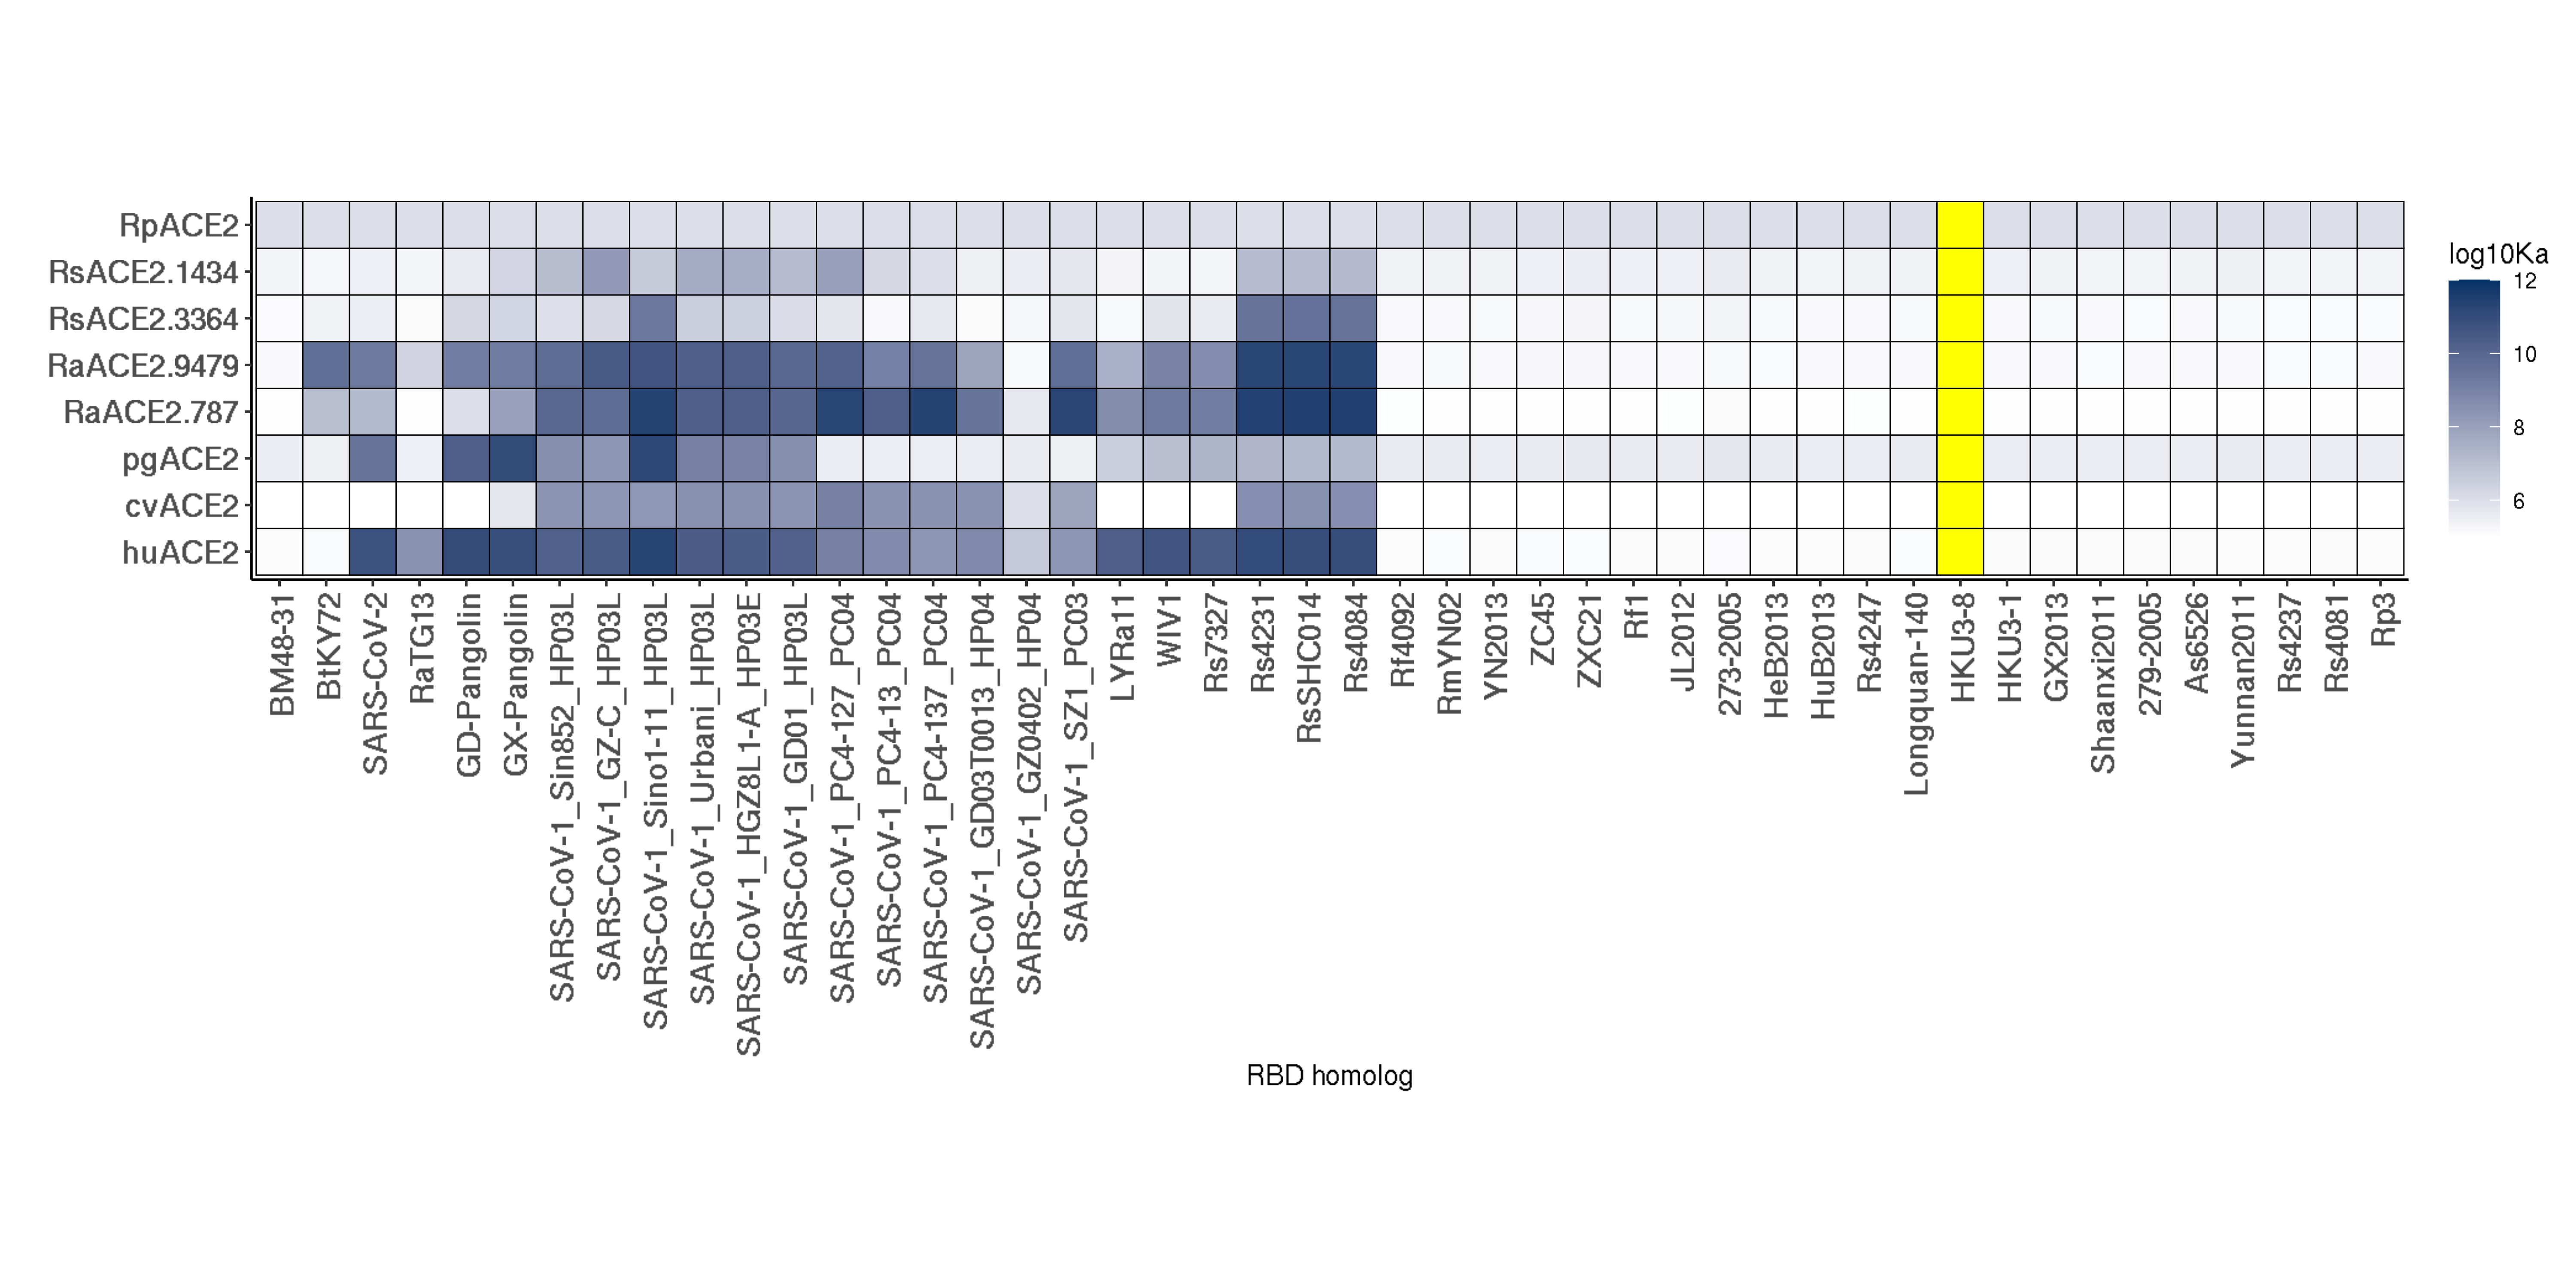 RpACE2
RsACE2.1434
RsACE2.3364
RaACE2.9479
RaACE2.787
pgACE2
cvACE2
huACE2
log10Ka
12
10
8
6
BM48-31
BtKY72
SARS-CoV-2
RaTG13
GD-Pangolin
GX-Pangolin
SARS-CoV-1_Sin852_HP03L
SARS-CoV-1_GZ-C_HP03L
SARS-CoV-1_Sino1-11_HP03L
SARS-CoV-1_Urbani_HP03L
SARS-CoV-1_HGZ8L1-A_HP03E
SARS-CoV-1_GD01_HP03L
SARS-CoV-1_PC4-127_PC04
SARS-CoV-1_PC4-13_PC04
SARS-CoV-1_PC4-137_PC04
SARS-CoV-1_GD03T0013_HP04
SARS-CoV-1_GZ0402_HP04
SARS-CoV-1_SZ1_PC03
LYRa11
WIV1
Rs7327
Rs4231
RsSHC014
Rs4084
Rf4092
RmYN02
YN2013
ZC45
ZXC21
Rf1
JL2012
273-2005
HeB2013
HuB2013
Rs4247
Longquan-140
HKU3-8
HKU3-1
GX2013
Shaanxi2011
279-2005
As6526
Yunnan2011
Rs4237
Rs4081
Rp3
RBD homolog